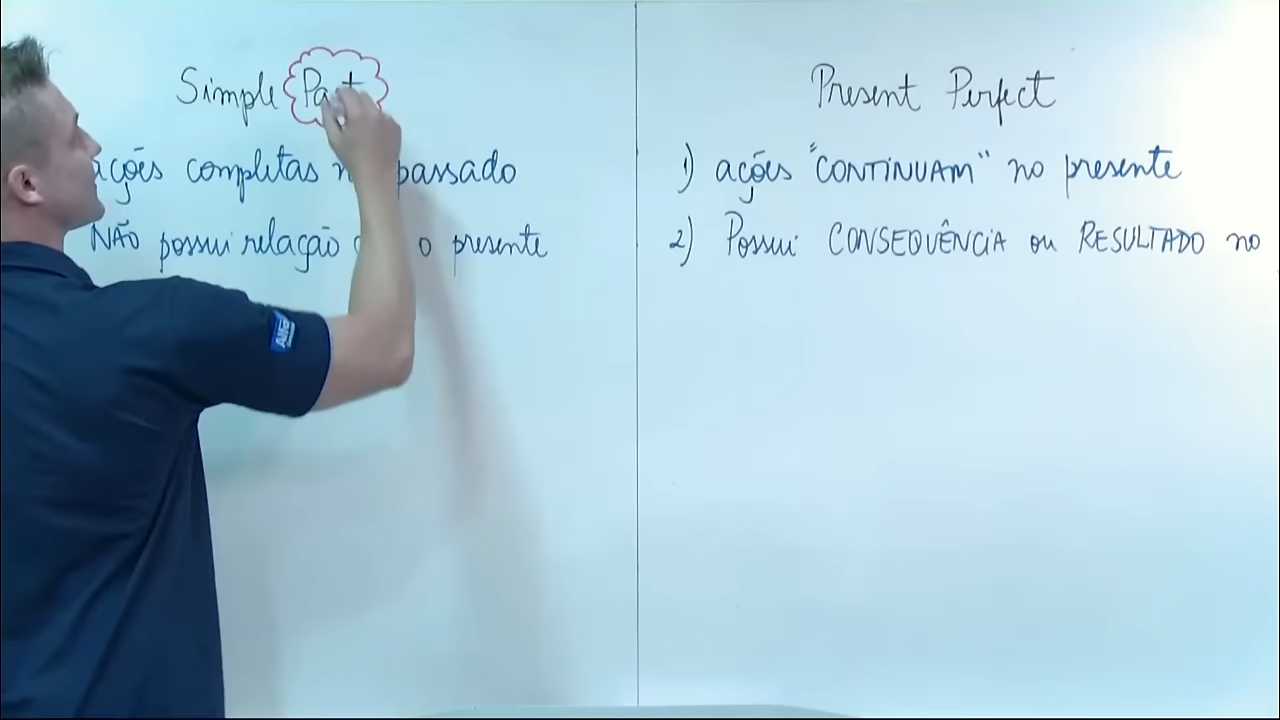 Simple Past
ações completas passado
NÃO possui relação o presente
Present Perfect
1) ações "CONTINUAM" no presente
2) Possui CONSEQUÊNCIA ou RESULTADO no